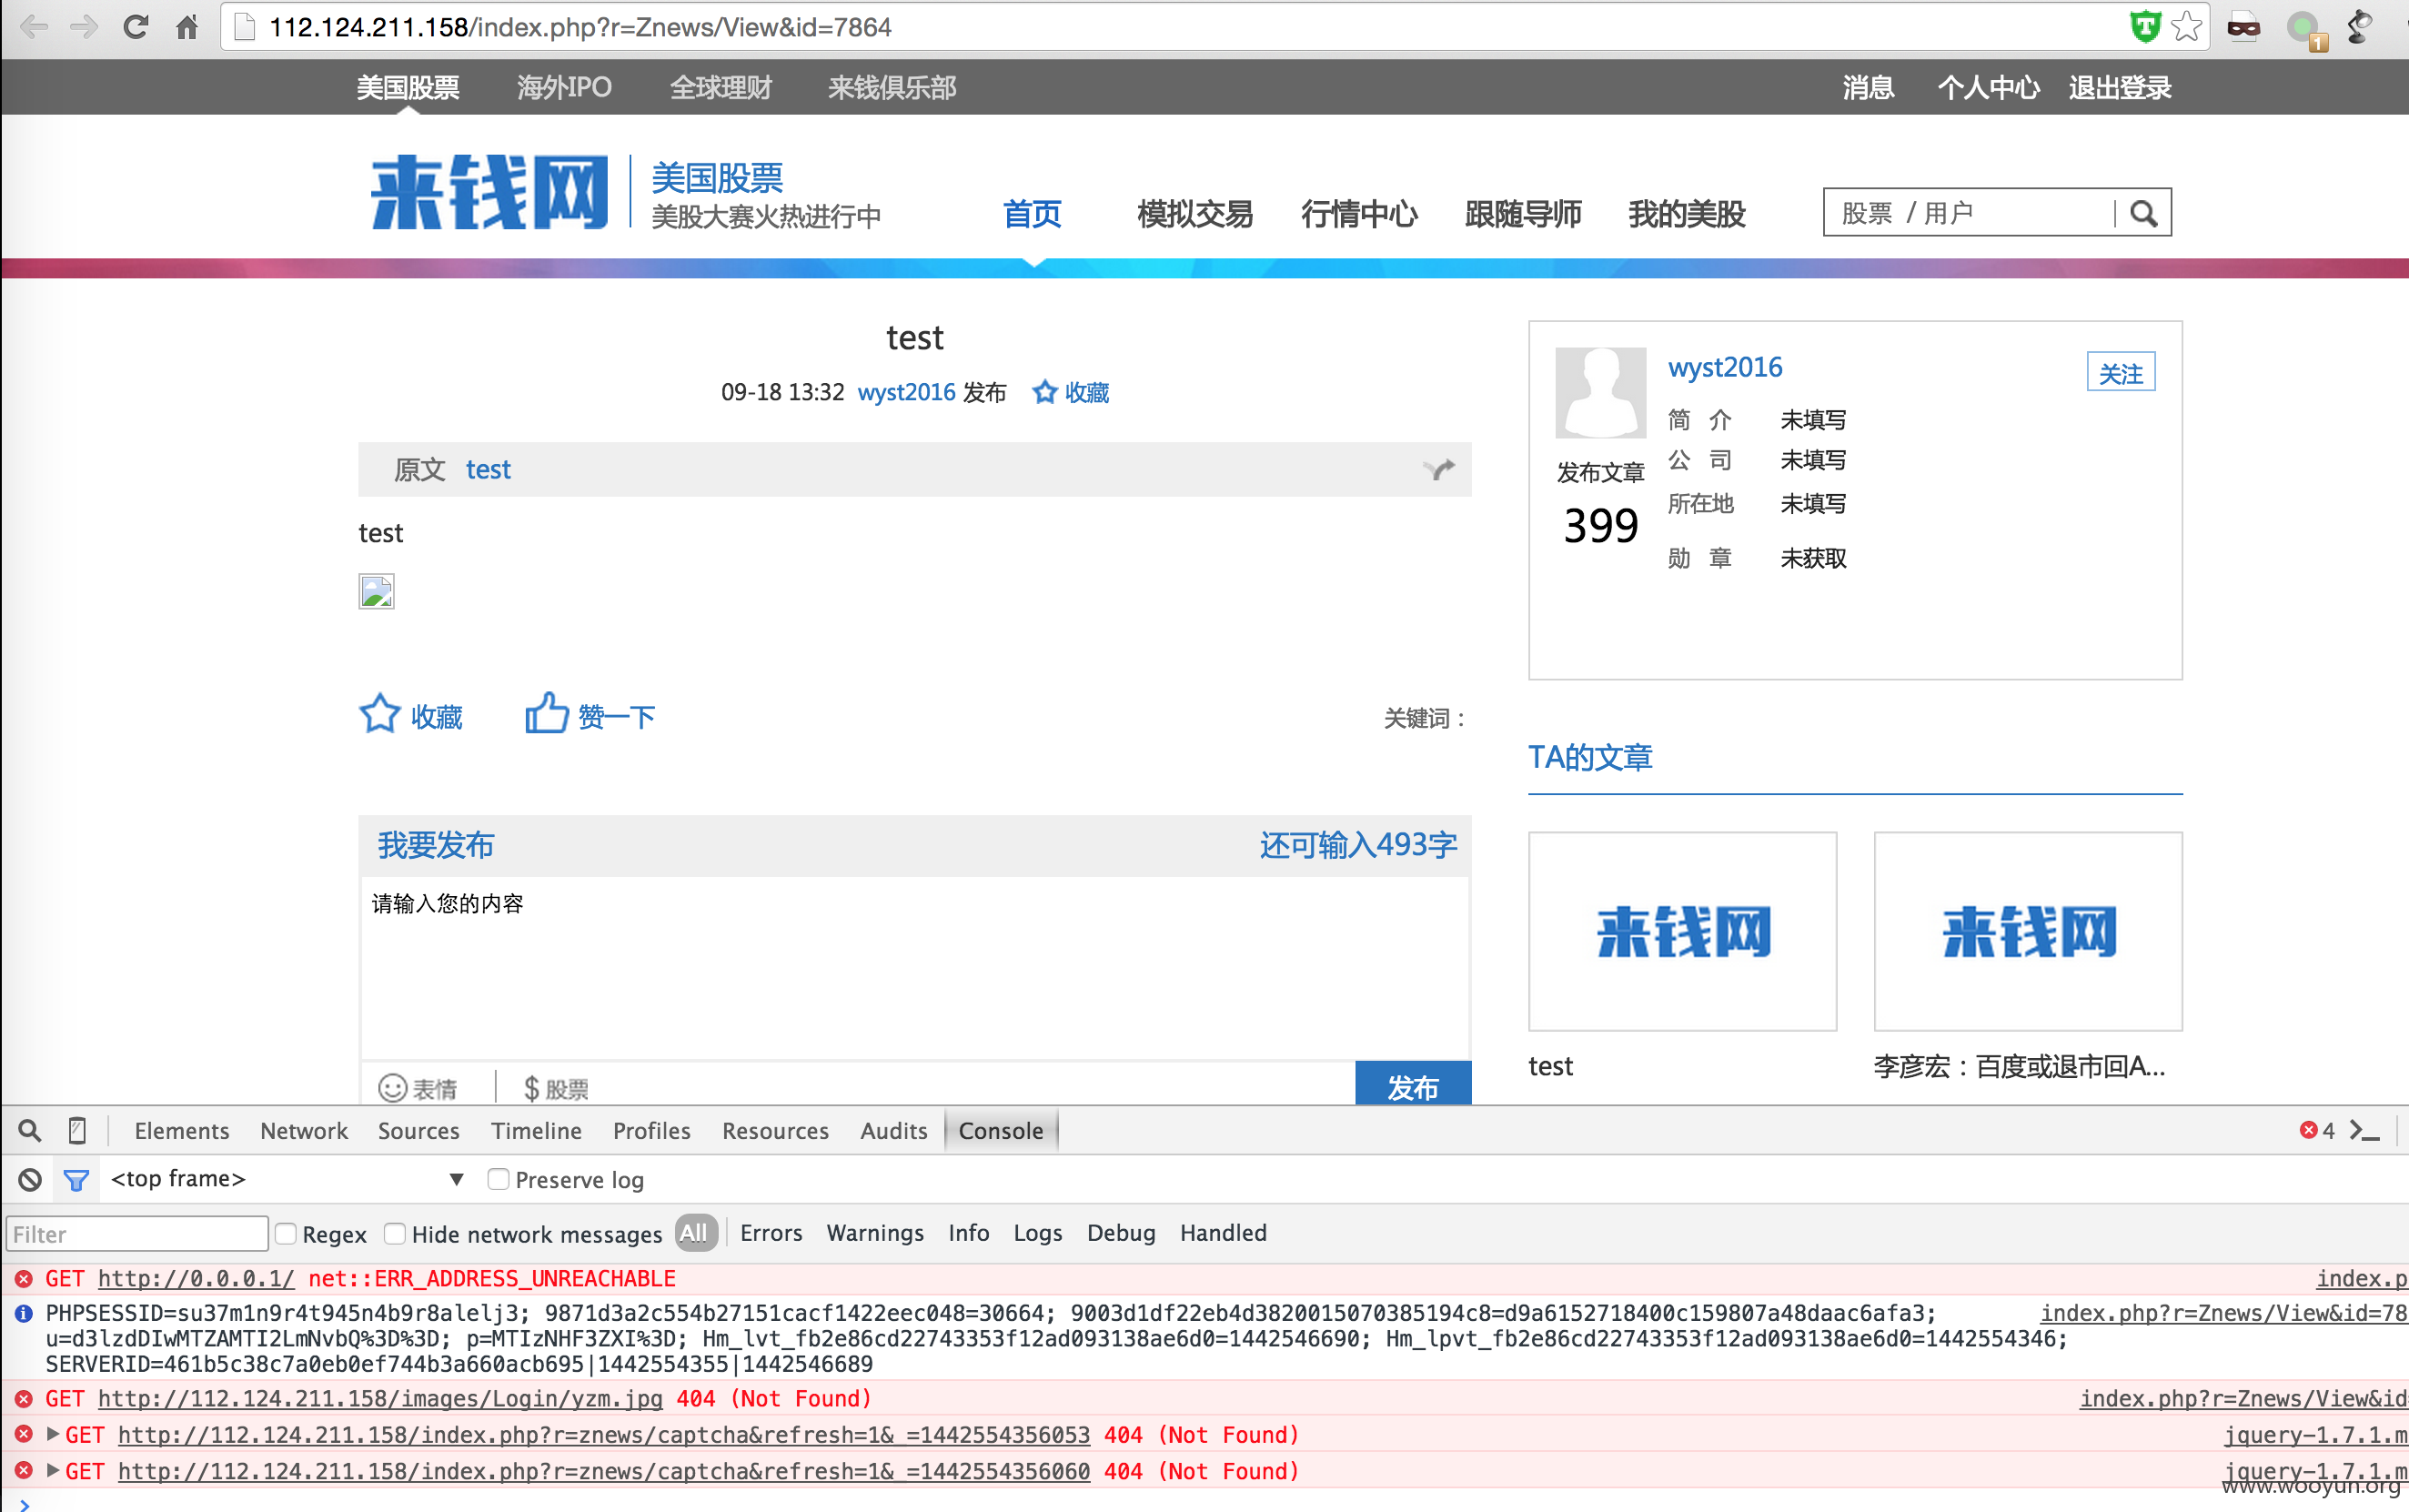 112.124.211.158/index.php?r=Znews/View&id=7864
1
美国股票 海外IPO 全球理财 来钱俱乐部 消息 个人中心 退出登录
来钱网 美国股票
美股大赛火热进行中
首页 模拟交易 行情中心 跟随导师 我的美股 股票 / 用户
test
09-18 13:32 wyst2016 发布 收藏
原文 test
test
收藏 赞一下 关键词：
wyst2016 关注
简 介 未填写
公 司 未填写
所在地 未填写
勋 章 未获取
发布文章
399
TA的文章
来钱网 来钱网
test 李彦宏：百度或退市回A...
我要发布 还可输入493字
请输入您的内容
表情 $ 股票 发布
Elements Network Sources Timeline Profiles Resources Audits Console 4
<top frame> Preserve log
Filter Regex Hide network messages All Errors Warnings Info Logs Debug Handled
GET http://0.0.0.1/ net::ERR_ADDRESS_UNREACHABLE index.p
PHPSESSID=su37m1n9r4t945n4b9r8alelj3; 9871d3a2c554b27151cacf1422eec048=30664; 9003d1df22eb4d3820015070385194c8=d9a6152718400c159807a48daac6afa3; index.php?r=Znews/View&id=78
u=d3lzdDIwMTZAMTI2LmNvbQ%3D%3D; p=MTIzNHF3ZXI%3D; Hm_lvt_fb2e86cd22743353f12ad093138ae6d0=1442546690; Hm_lpvt_fb2e86cd22743353f12ad093138ae6d0=1442554346;
SERVERID=461b5c38c7a0eb0ef744b3a660acb695|1442554355|1442546689
GET http://112.124.211.158/images/Login/yzm.jpg 404 (Not Found) index.php?r=Znews/View&id
GET http://112.124.211.158/index.php?r=znews/captcha&refresh=1&_=1442554356053 404 (Not Found) jquery-1.7.1.m
GET http://112.124.211.158/index.php?r=znews/captcha&refresh=1&_=1442554356060 404 (Not Found) jquery-1.7.1.m
www.wooyun.org